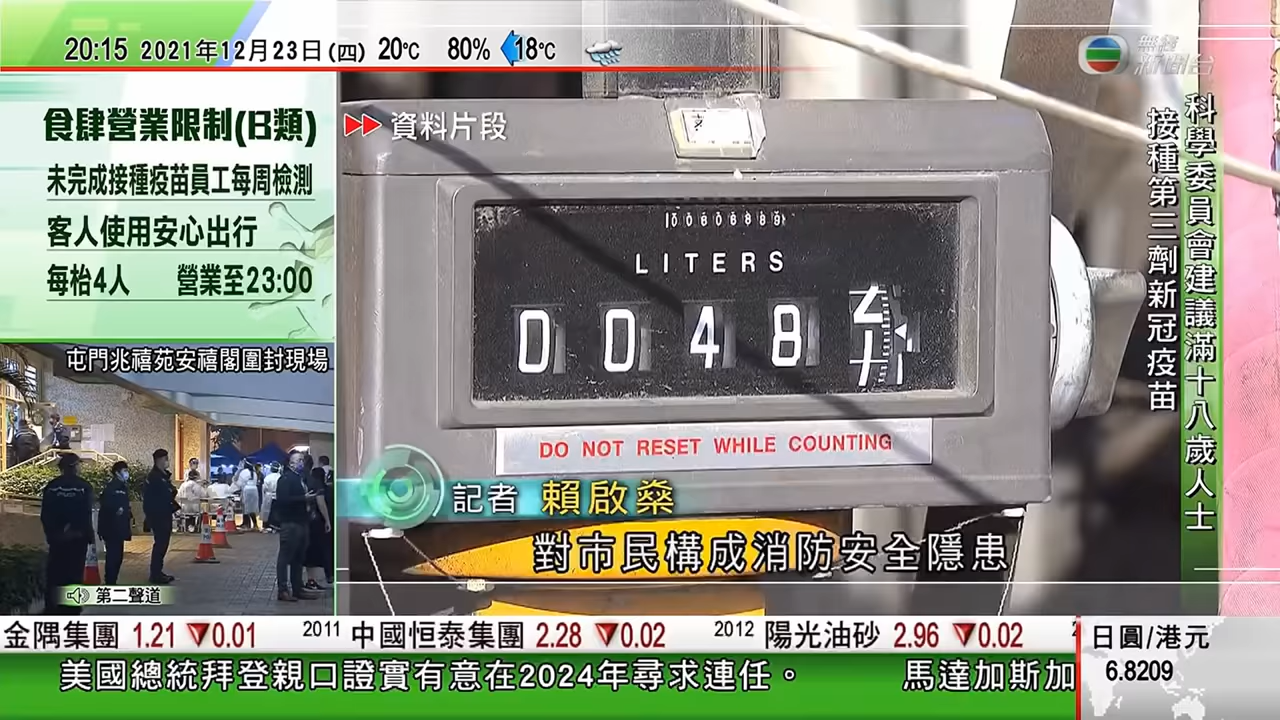 20:15 2021年12月23日(四) 20℃ 80% 18℃
無綫
新聞台
食肆營業限制(B類)
未完成接種疫苗員工每周檢測
客人使用安心出行
每枱4人 營業至23:00
屯門兆禧苑安禧閣圍封現場
第二聲道
資料片段
LITERS
0 0 4 8
DO NOT RESET WHILE COUNTING
記者 賴啟燊
對市民構成消防安全隱患
科學委員會建議滿十八歲人士
接種第三劑新冠疫苗
金隅集團 1.21 ▼0.01 2011 中國恒泰集團 2.28 ▼0.02 2012 陽光油砂 2.96 ▼0.02
美國總統拜登親口證實有意在2024年尋求連任。 馬達加斯加
日圓/港元
6.8209